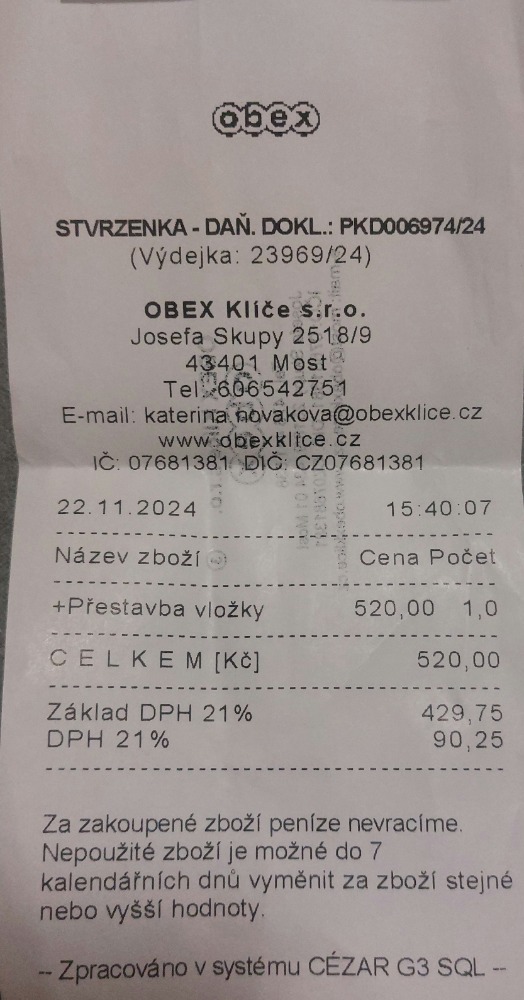 obex
STVRZENKA - DAŇ. DOKL.: PKD006974/24
(Výdejka: 23969/24)
OBEX Klíče s.r.o.
Josefa Skupy 2518/9
43401 Most
Tel.:606542751
E-mail: katerina.novakova@obexklice.cz
www.obexklice.cz
IČ: 07681381 DIČ: CZ07681381
22.11.2024 15:40:07
Název zboží Cena Počet
+Přestavba vložky 520,00 1,0
CELKEM [Kč] 520,00
Základ DPH 21% 429,75
DPH 21% 90,25
Za zakoupené zboží peníze nevracíme.
Nepoužité zboží je možné do 7
kalendářních dnů vyměnit za zboží stejné
nebo vyšší hodnoty.
-- Zpracováno v systému CÉZAR G3 SQL --